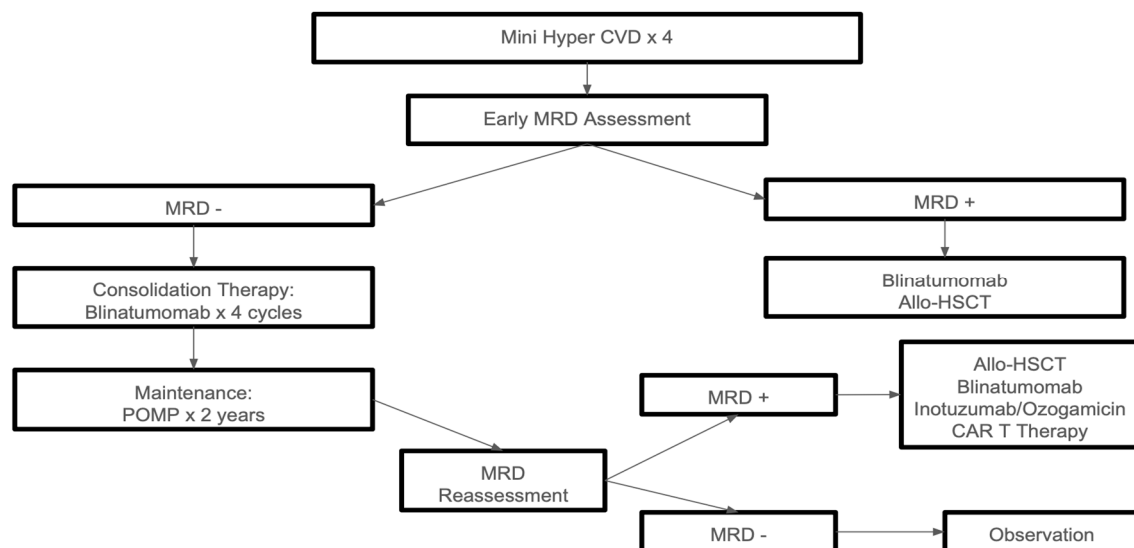 Mini Hyper CVD x 4
Early MRD Assessment
MRD -
MRD +
Consolidation Therapy:
Blinatumomab x 4 cycles
Blinatumomab
Allo-HSCT
Maintenance:
POMP x 2 years
MRD
Reassessment
MRD +
Allo-HSCT
Blinatumomab
Inotuzumab/Ozogamicin
CAR T Therapy
MRD -
Observation